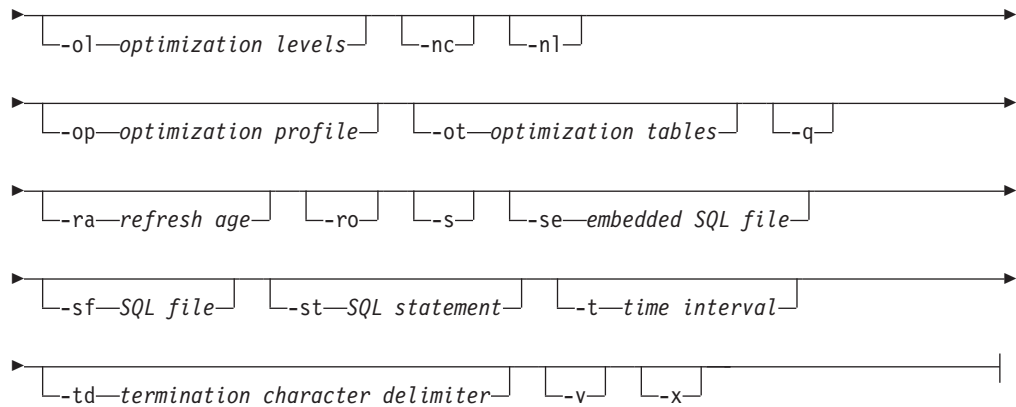 -ol optimization levels -nc -nl
-op optimization profile -ot optimization tables -q
-ra refresh age -ro -s -se embedded SQL file
-sf SQL file -st SQL statement -t time interval
-td termination character delimiter -v -x